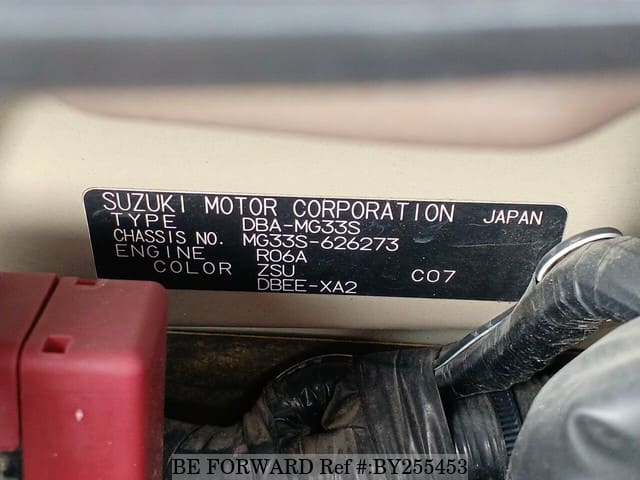 SUZUKI MOTOR CORPORATION JAPAN
TYPE DBA-MG33S
CHASSIS NO. MG33S-626273
ENGINE R06A
COLOR ZSU C07
DBEE-XA2
BE FORWARD Ref #:BY255453